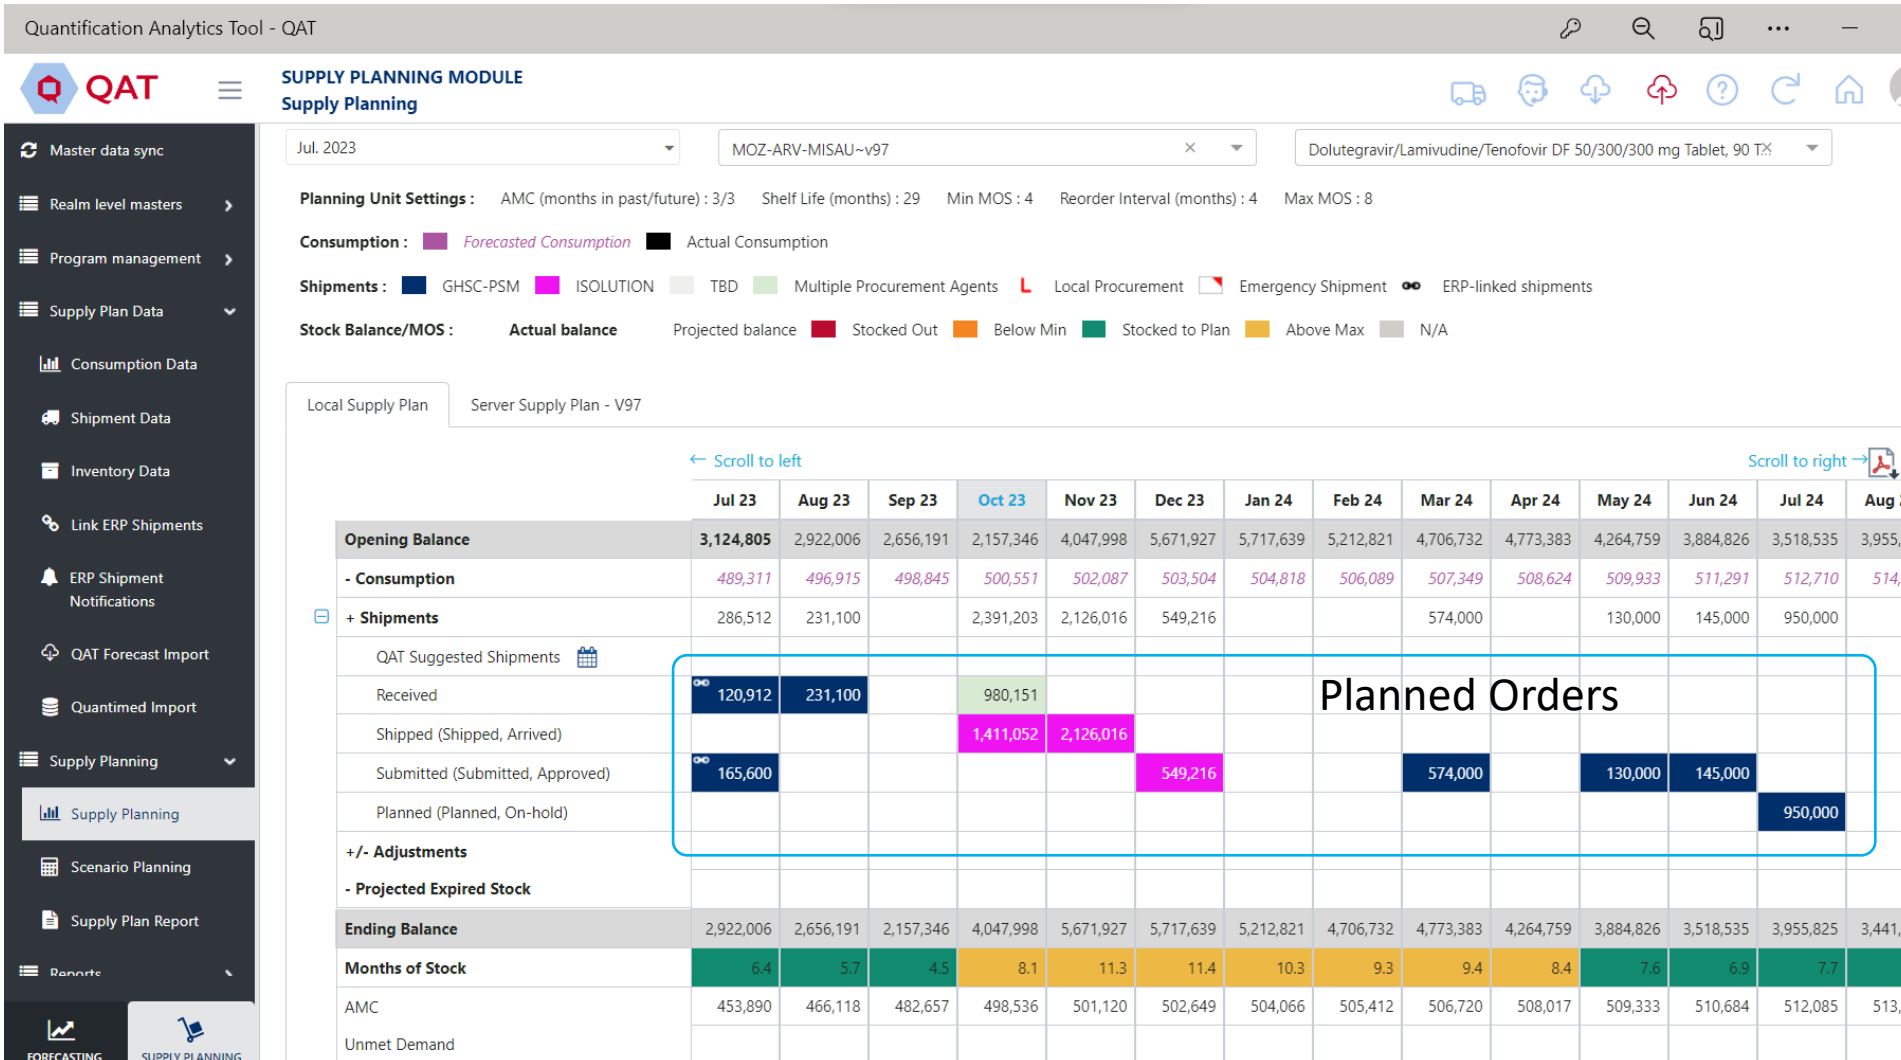 Quantification Analytics Tool - QAT
QAT
SUPPLY PLANNING MODULE
Supply Planning
Master data sync
Realm level masters
Program management
Supply Plan Data
Consumption Data
Shipment Data
Inventory Data
Link ERP Shipments
ERP Shipment
Notifications
QAT Forecast Import
Quantimed Import
Supply Planning
Supply Planning
Scenario Planning
Supply Plan Report
Reports
FORECASTING SUPPLY PLANNING
Jul. 2023 MOZ-ARV-MISAU~v97 Dolutegravir/Lamivudine/Tenofovir DF 50/300/300 mg Tablet, 90 T
Planning Unit Settings : AMC (months in past/future) : 3/3 Shelf Life (months) : 29 Min MOS : 4 Reorder Interval (months) : 4 Max MOS : 8
Consumption : Forecasted Consumption Actual Consumption
Shipments : GHSC-PSM ISOLUTION TBD Multiple Procurement Agents L Local Procurement Emergency Shipment ERP-linked shipments
Stock Balance/MOS : Actual balance Projected balance Stocked Out Below Min Stocked to Plan Above Max N/A
Local Supply Plan Server Supply Plan - V97
← Scroll to left Scroll to right →
Jul 23 Aug 23 Sep 23 Oct 23 Nov 23 Dec 23 Jan 24 Feb 24 Mar 24 Apr 24 May 24 Jun 24 Jul 24 Aug
Opening Balance 3,124,805 2,922,006 2,656,191 2,157,346 4,047,998 5,671,927 5,717,639 5,212,821 4,706,732 4,773,383 4,264,759 3,884,826 3,518,535 3,955,
- Consumption 489,311 496,915 498,845 500,551 502,087 503,504 504,818 506,089 507,349 508,624 509,933 511,291 512,710 514,
+ Shipments 286,512 231,100 2,391,203 2,126,016 549,216 574,000 130,000 145,000 950,000
QAT Suggested Shipments
Planned Orders
Received 120,912 231,100 980,151
Shipped (Shipped, Arrived) 1,411,052 2,126,016
Submitted (Submitted, Approved) 165,600 549,216 574,000 130,000 145,000
Planned (Planned, On-hold) 950,000
+/- Adjustments
- Projected Expired Stock
Ending Balance 2,922,006 2,656,191 2,157,346 4,047,998 5,671,927 5,717,639 5,212,821 4,706,732 4,773,383 4,264,759 3,884,826 3,518,535 3,955,825 3,441,
Months of Stock 6.4 5.7 4.5 8.1 11.3 11.4 10.3 9.3 9.4 8.4 7.6 6.9 7.7
AMC 453,890 466,118 482,657 498,536 501,120 502,649 504,066 505,412 506,720 508,017 509,333 510,684 512,085 513,
Unmet Demand